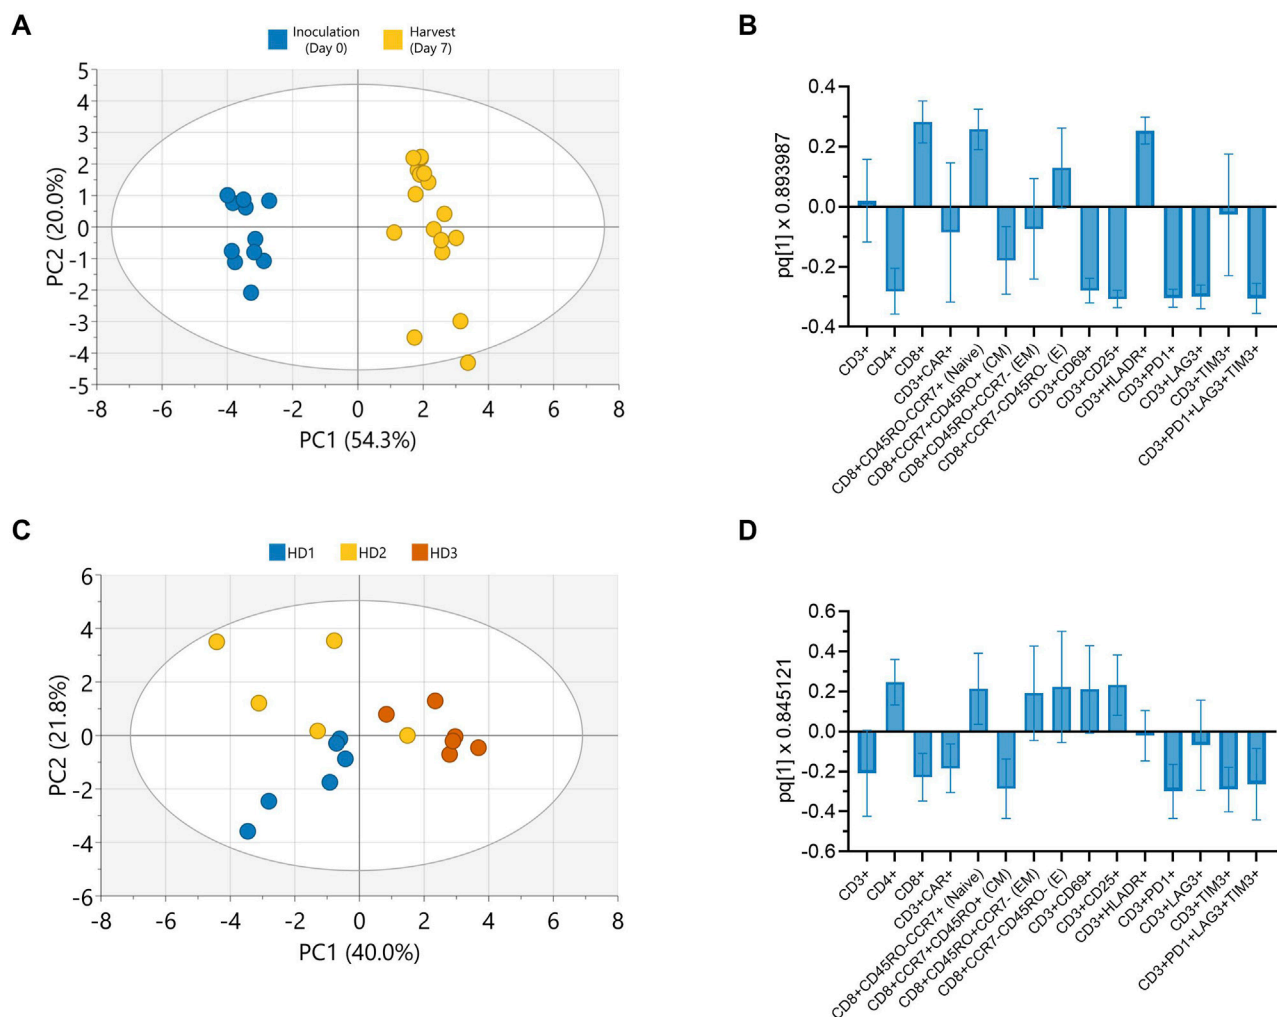 A
Inoculation
(Day 0)
Harvest
(Day 7)
5
4
3
2
1
0
-1
-2
-3
-4
-5
PC2 (20.0%)
-8 -6 -4 -2 0 2 4 6 8
PC1 (54.3%)
B
0.4
0.2
0.0
-0.2
-0.4
pq[1] x 0.893987
CD3+
CD4+
CD8+
CD3+CAR+
CD8+CD45RO-CCR7+ (Naive)
CD8+CCR7+CD45RO+ (CM)
CD8+CD45RO+CCR7- (EM)
CD8+CCR7-CD45RO- (E)
CD3+CD69+
CD3+CD25+
CD3+HLADR+
CD3+PD1+
CD3+LAG3+
CD3+TIM3+
CD3+PD1+LAG3+TIM3+
C
HD1 HD2 HD3
6
4
2
0
-2
-4
-6
PC2 (21.8%)
-8 -6 -4 -2 0 2 4 6 8
PC1 (40.0%)
D
0.6
0.4
0.2
0.0
-0.2
-0.4
-0.6
pq[1] x 0.845121
CD3+
CD4+
CD8+
CD3+CAR+
CD8+CD45RO-CCR7+ (Naive)
CD8+CCR7+CD45RO+ (CM)
CD8+CD45RO+CCR7- (EM)
CD8+CCR7-CD45RO- (E)
CD3+CD69+
CD3+CD25+
CD3+HLADR+
CD3+PD1+
CD3+LAG3+
CD3+TIM3+
CD3+PD1+LAG3+TIM3+